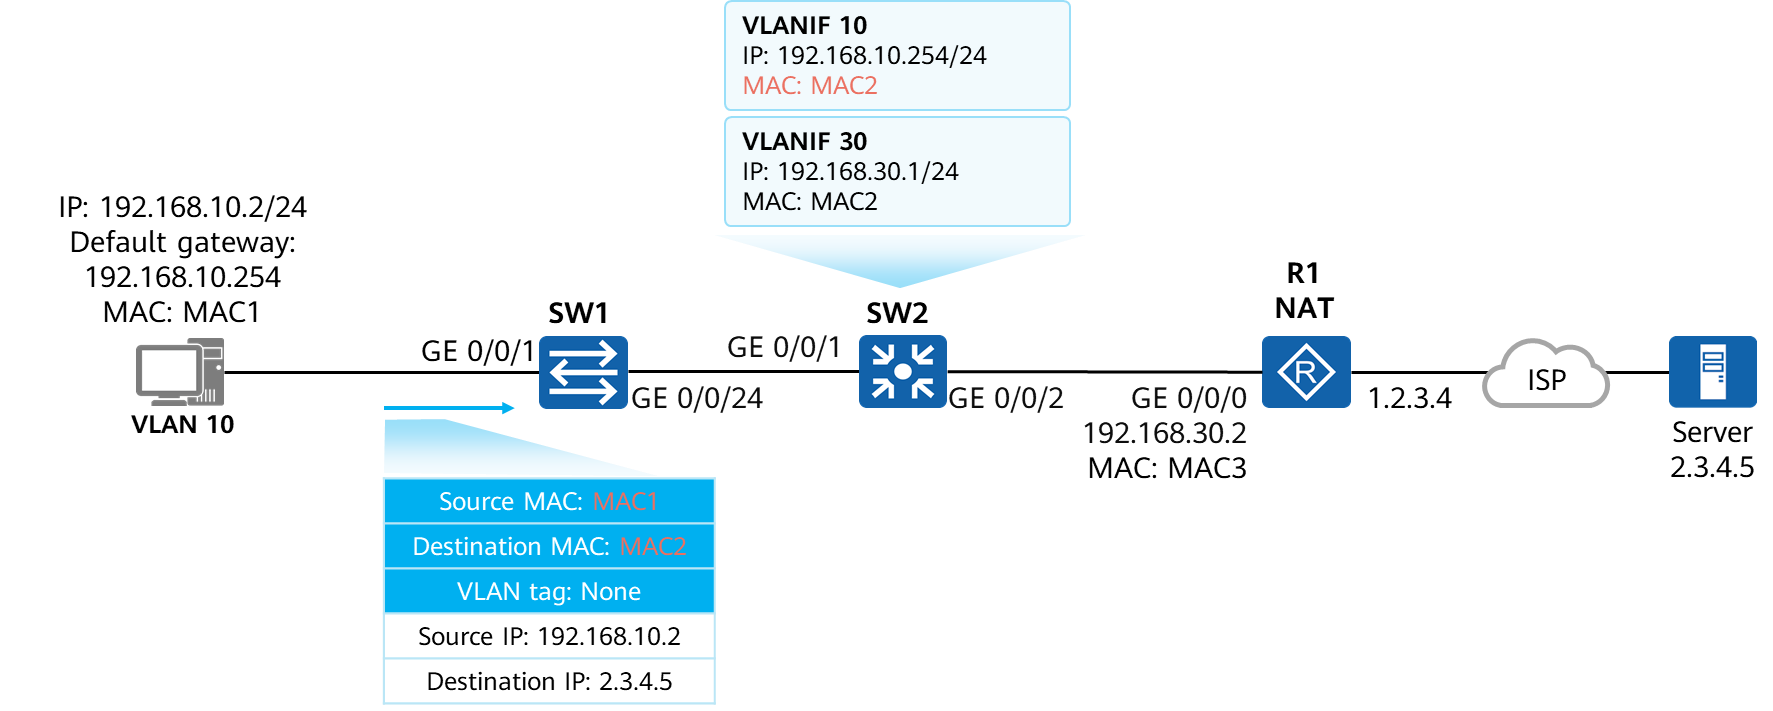 VLANIF 10
IP: 192.168.10.254/24
MAC: MAC2
VLANIF 30
IP: 192.168.30.1/24
MAC: MAC2
IP: 192.168.10.2/24
Default gateway:
192.168.10.254
MAC: MAC1
VLAN 10
GE 0/0/1
SW1
GE 0/0/24
GE 0/0/1
SW2
GE 0/0/2
R1
NAT
GE 0/0/0
192.168.30.2
MAC: MAC3
R
1.2.3.4
ISP
Server
2.3.4.5
Source MAC: MAC1
Destination MAC: MAC2
VLAN tag: None
Source IP: 192.168.10.2
Destination IP: 2.3.4.5